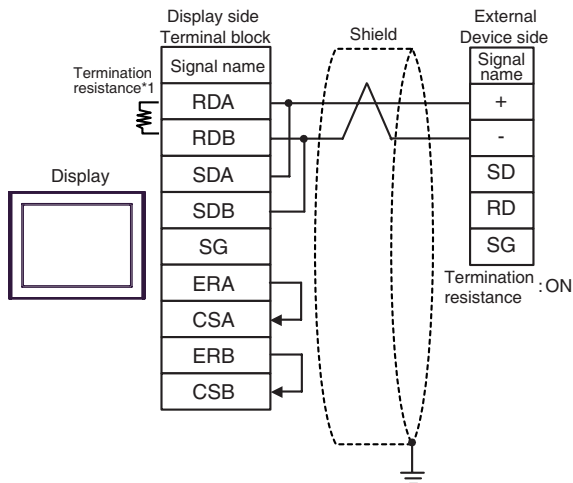 Display side
Terminal block
Shield
External
Device side
Termination
resistance*1
Signal name
Signal
name
RDA
+
RDB
-
Display
SDA
SD
SDB
RD
SG
SG
ERA
Termination
resistance
:ON
CSA
ERB
CSB